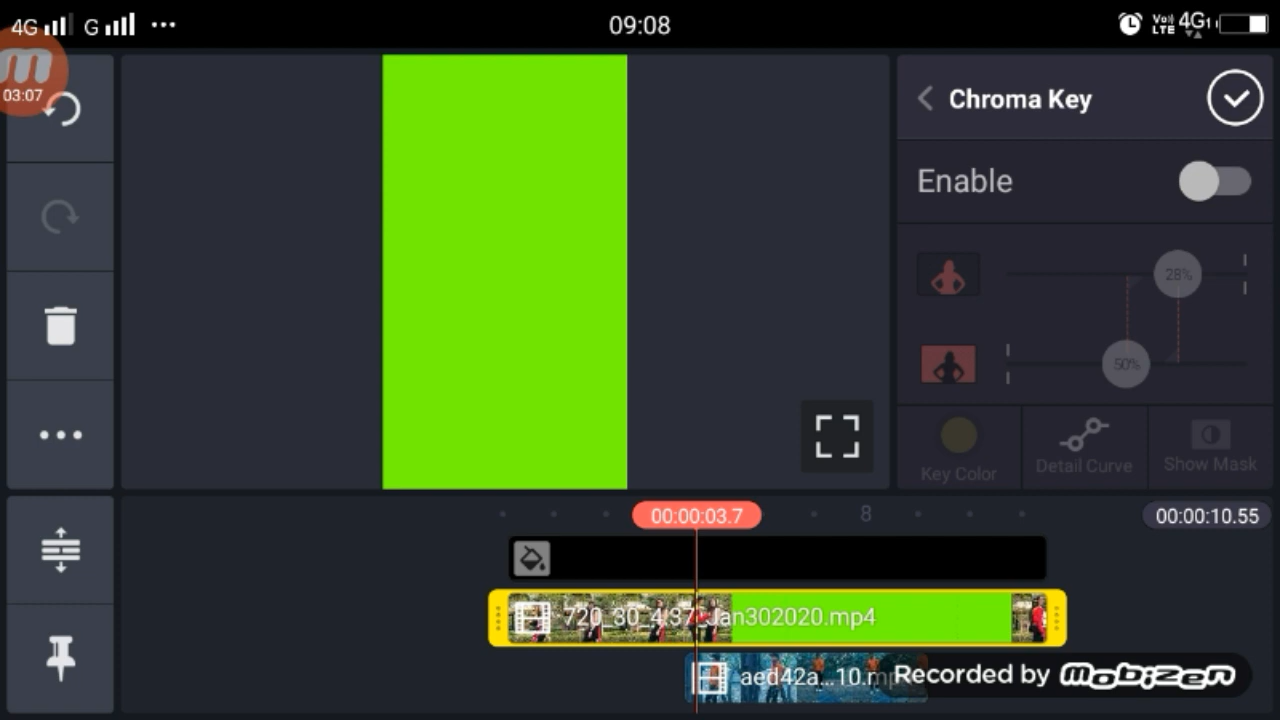 4G G ••• 09:08 VoLTE 4G
m
03:07
Chroma Key
Enable
28%
50%
Key Color Detail Curve Show Mask
00:00:03.7 8 00:00:10.55
720_30_4.37_Jan302020.mp4
aed42a...10.mp
Recorded by mobizen